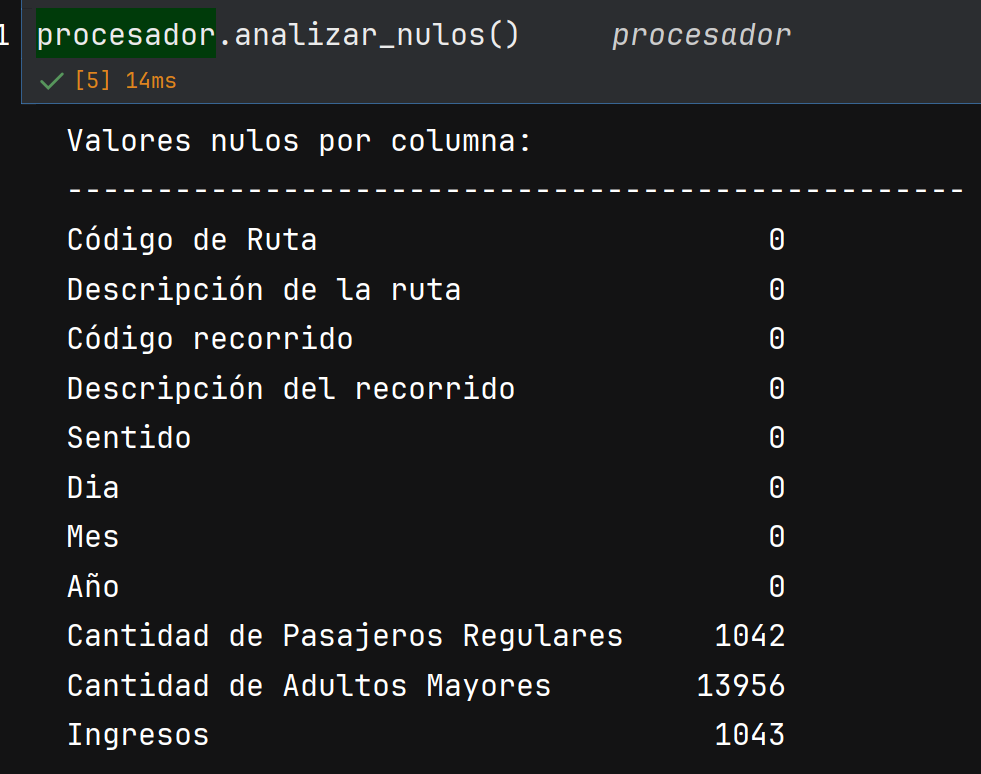 1 procesador.analizar_nulos() procesador
[5] 14ms
Valores nulos por columna:
--------------------------------------------------
Código de Ruta 0
Descripción de la ruta 0
Código recorrido 0
Descripción del recorrido 0
Sentido 0
Dia 0
Mes 0
Año 0
Cantidad de Pasajeros Regulares 1042
Cantidad de Adultos Mayores 13956
Ingresos 1043